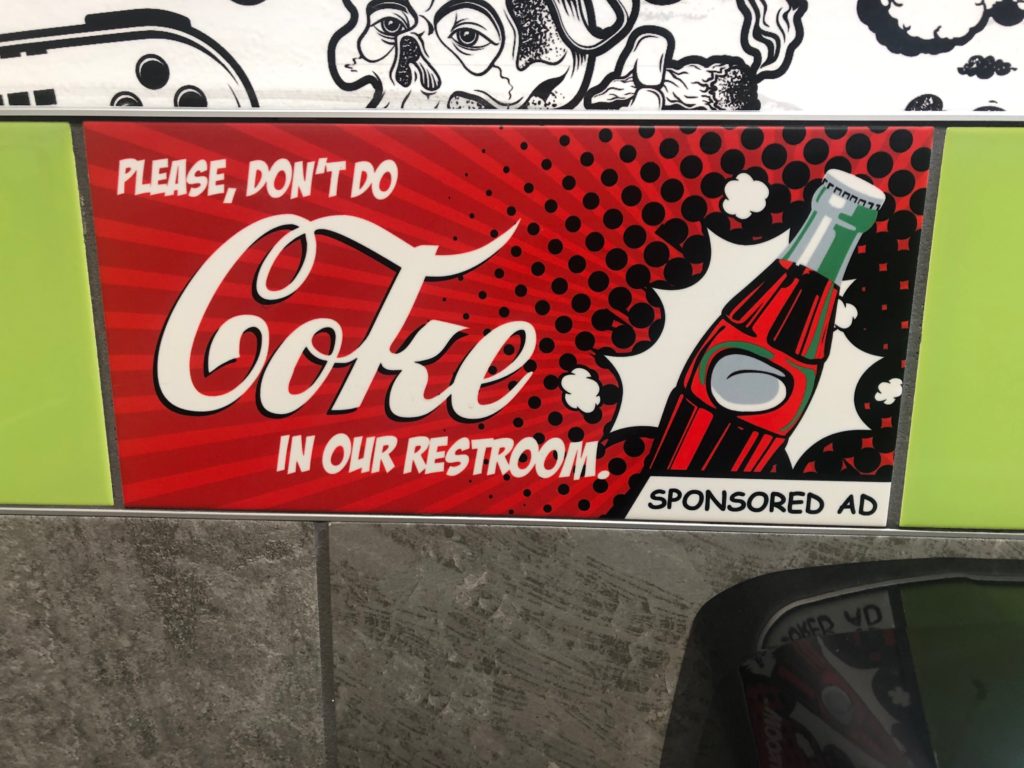 PLEASE, DON'T DO
Coke
IN OUR RESTROOM.
SPONSORED AD